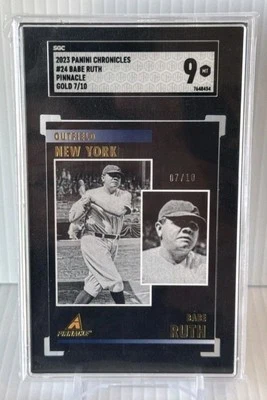 SGC
2023 PANINI CHRONICLES
#24 BABE RUTH
PINNACLE
GOLD 7/10
9 MT
7648454
OUTFIELD
NEW YORK
07/10
BABE
RUTH
PINNACLE